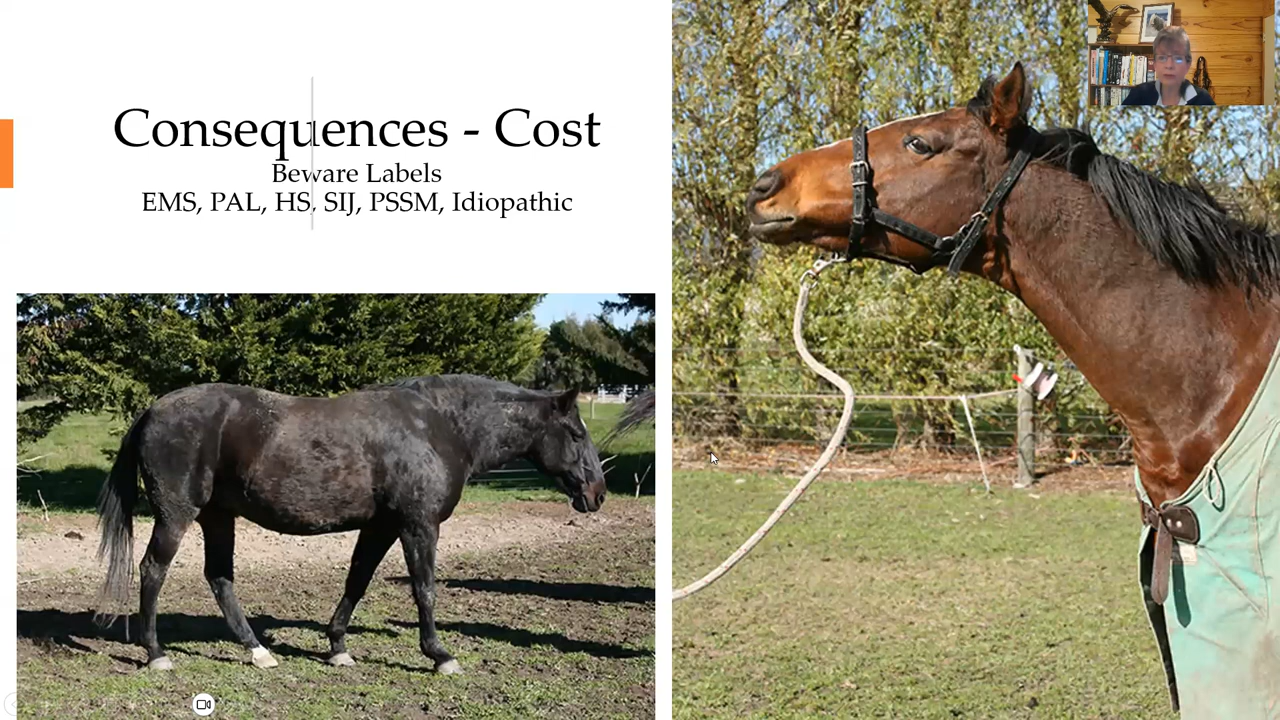 Consequences - Cost
Beware Labels
EMS, PAL, HS, SIJ, PSSM, Idiopathic